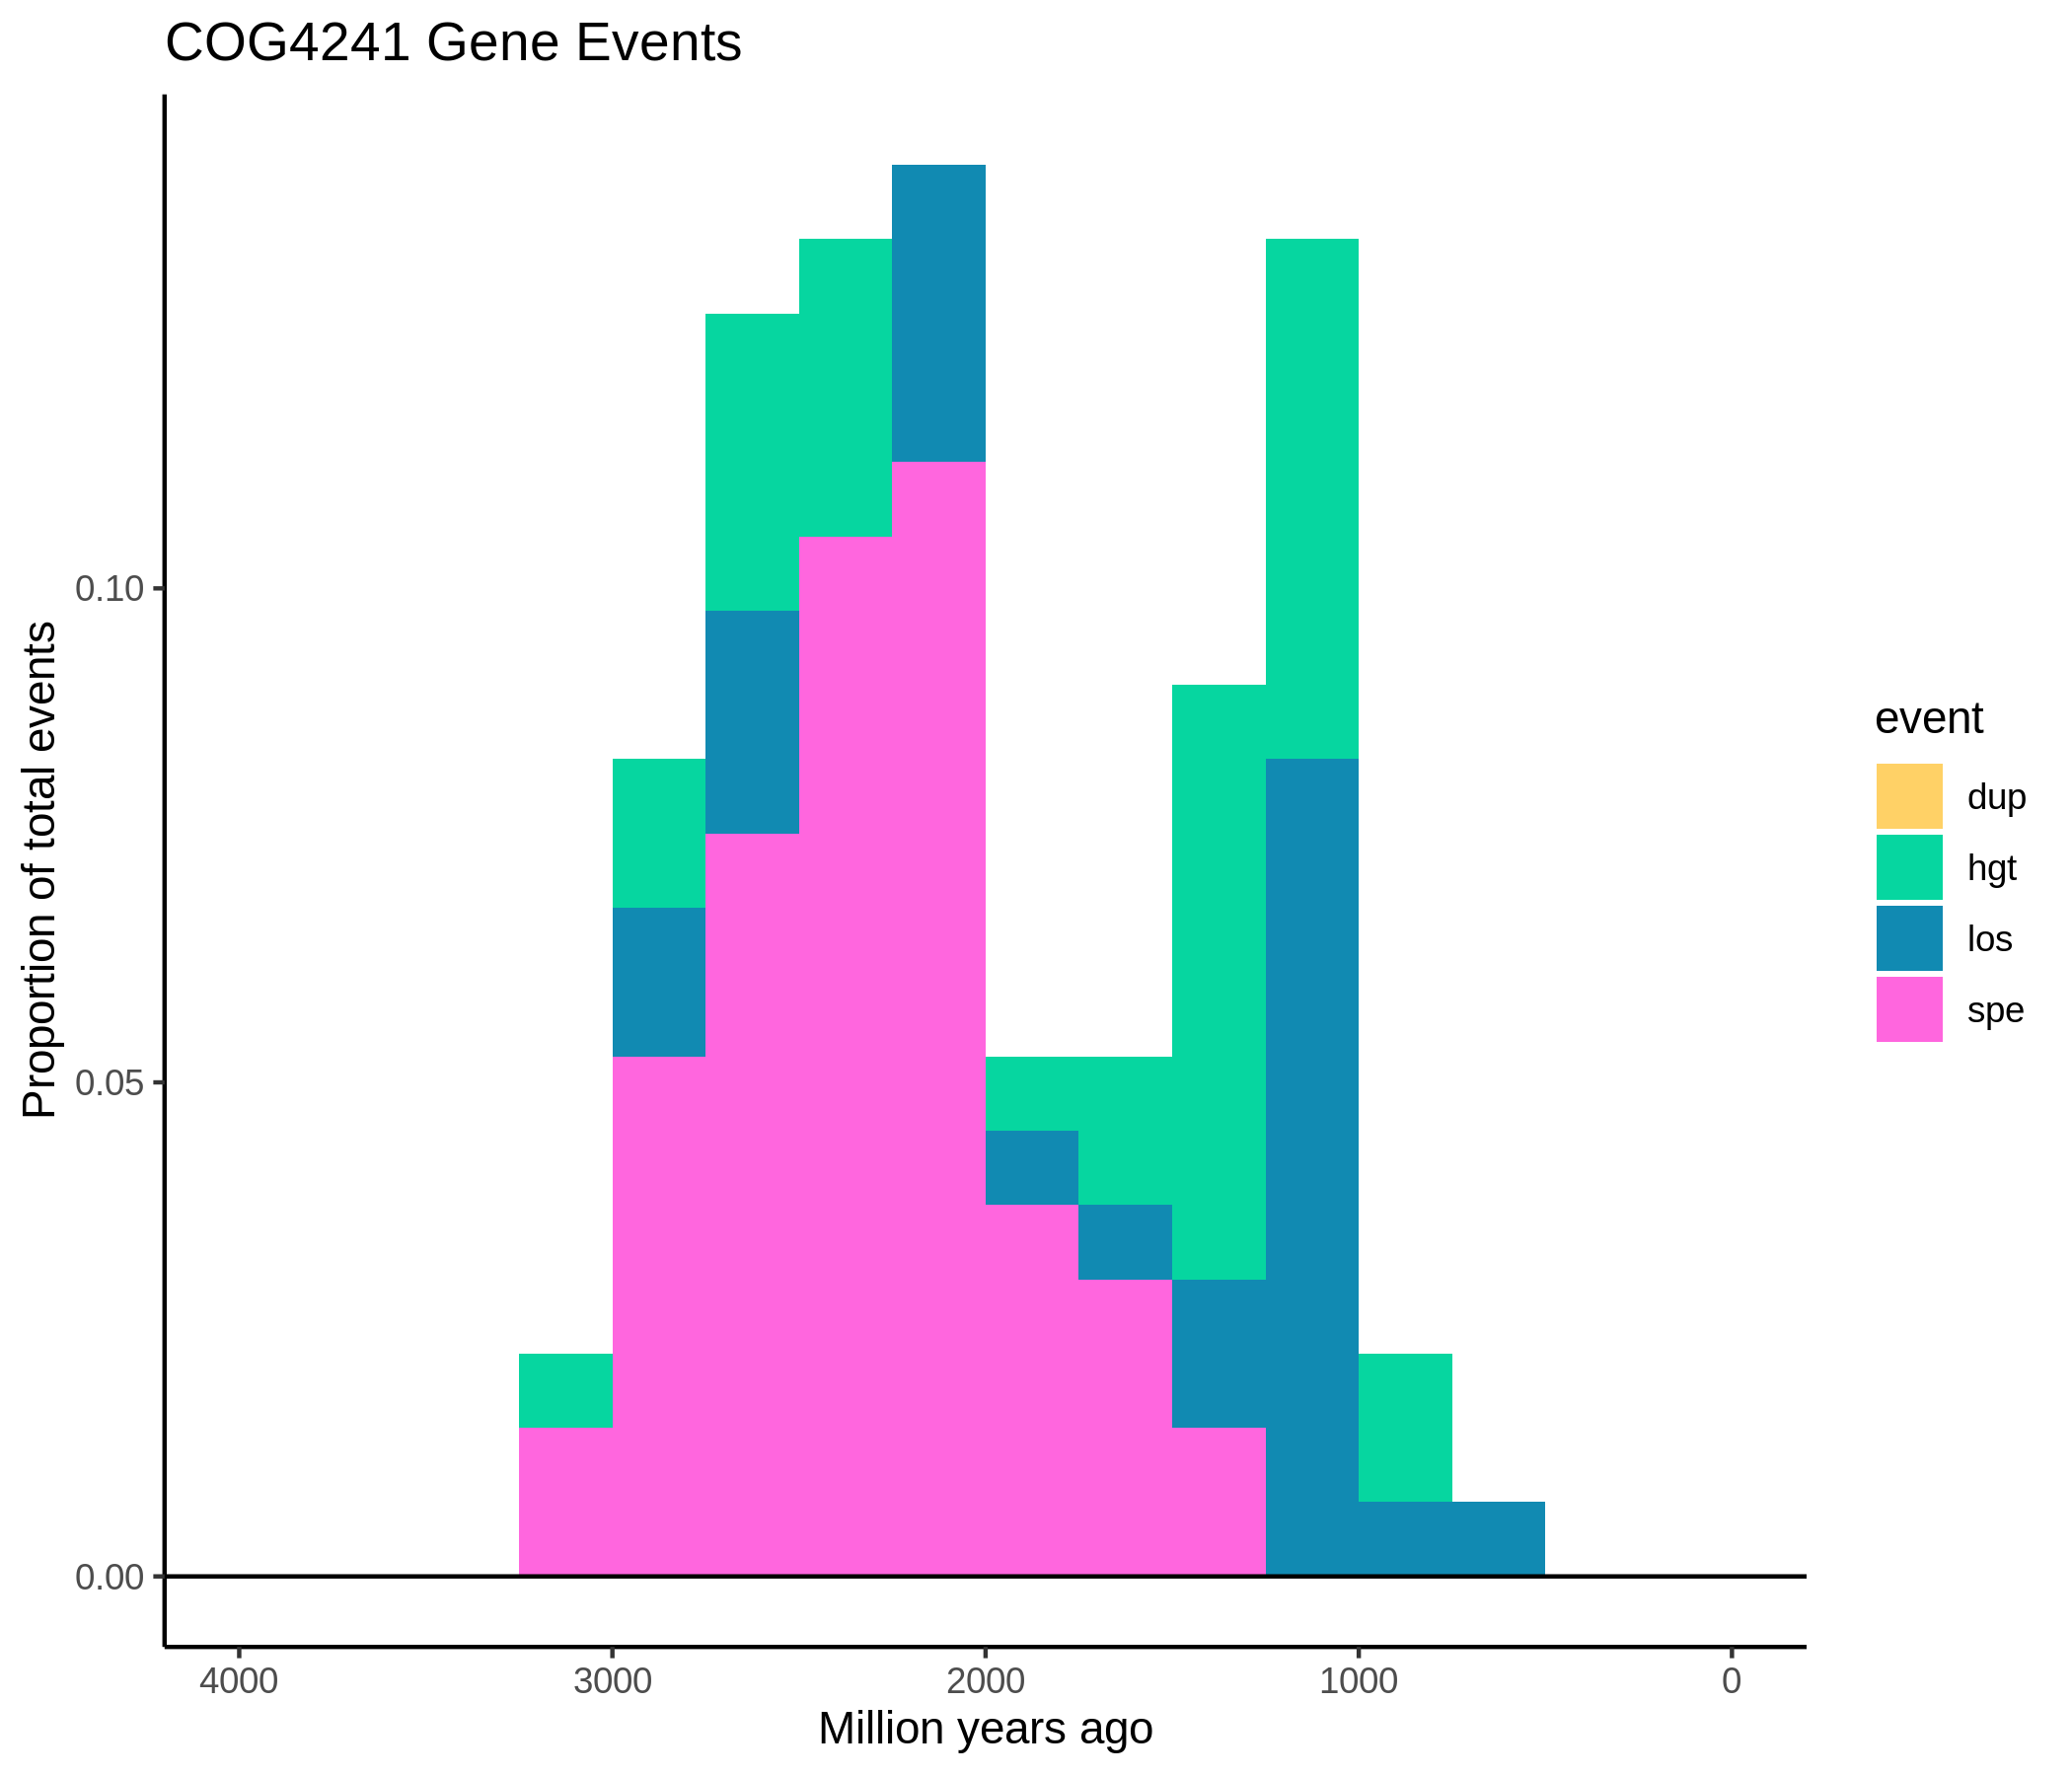 COG4241 Gene Events
Proportion of total events
0.10
0.05
0.00
4000
3000
2000
1000
0
Million years ago
event
dup
hgt
los
spe